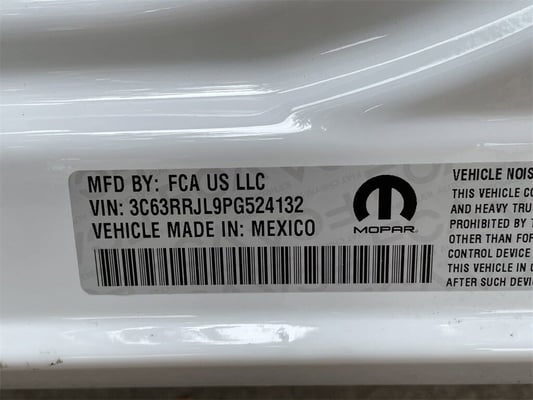 MFD BY: FCA US LLC
VIN: 3C63RRJL9PG524132
VEHICLE MADE IN: MEXICO
MOPAR
VEHICLE NOIS
THIS VEHICLE C
AND HEAVY TRU
PROHIBITED BY T
OTHER THAN FOR
CONTROL DEVICE
THIS VEHICLE IN C
AFTER SUCH DEVI